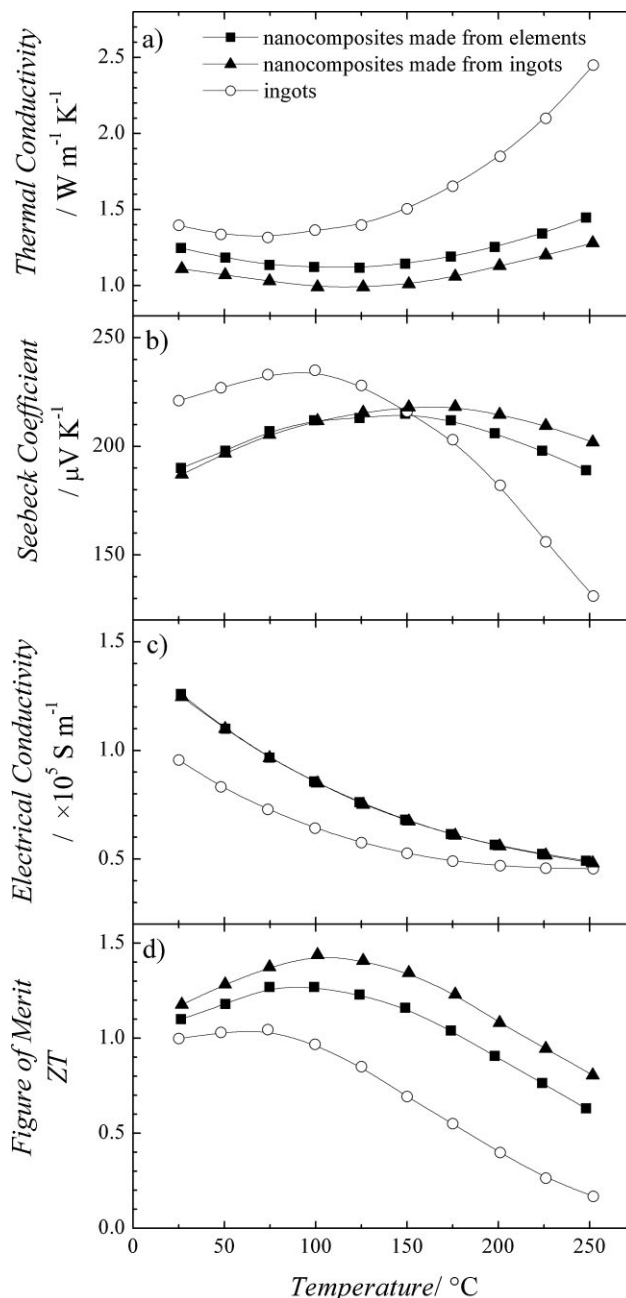 a)
nanocomposites made from elements
nanocomposites made from ingots
ingots
Thermal Conductivity
/ W m⁻¹ K⁻¹
2.5
2.0
1.5
1.0
b)
Seebeck Coefficient
/ µV K⁻¹
250
200
150
c)
Electrical Conductivity
/ ×10⁵ S m⁻¹
1.5
1.0
0.5
d)
Figure of Merit
ZT
1.5
1.0
0.5
0.0
0 50 100 150 200 250
Temperature/ °C